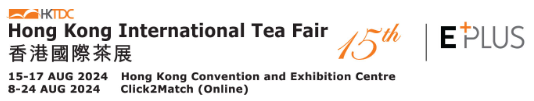 HKTDC
Hong Kong International Tea Fair
香港國際茶展
15th
E+PLUS
15-17 AUG 2024 Hong Kong Convention and Exhibition Centre
8-24 AUG 2024 Click2Match (Online)